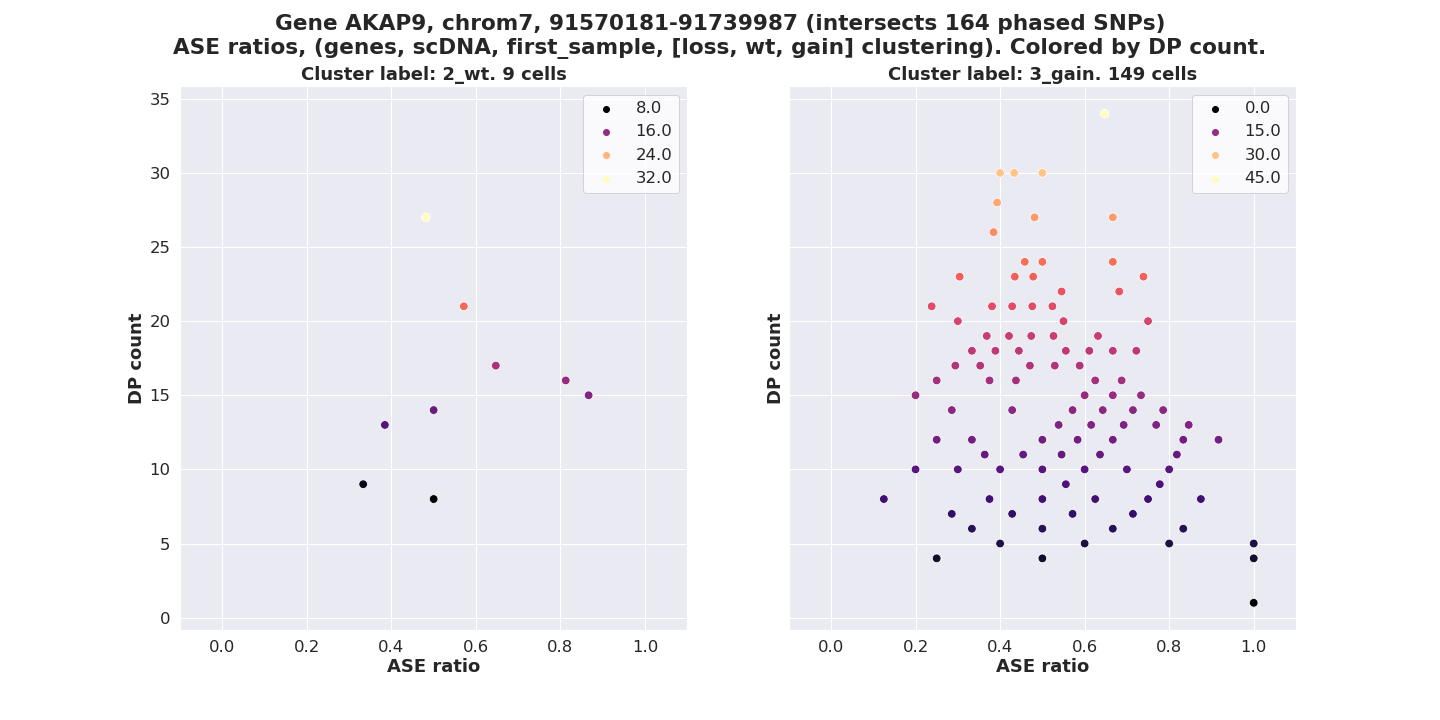 Gene AKAP9, chrom7, 91570181-91739987 (intersects 164 phased SNPs)
ASE ratios, (genes, scDNA, first_sample, [loss, wt, gain] clustering). Colored by DP count.
Cluster label: 2_wt. 9 cells
35
30
25
20
15
10
5
0
DP count
0.0 0.2 0.4 0.6 0.8 1.0
ASE ratio
8.0
16.0
24.0
32.0
Cluster label: 3_gain. 149 cells
DP count
0.0 0.2 0.4 0.6 0.8 1.0
ASE ratio
0.0
15.0
30.0
45.0